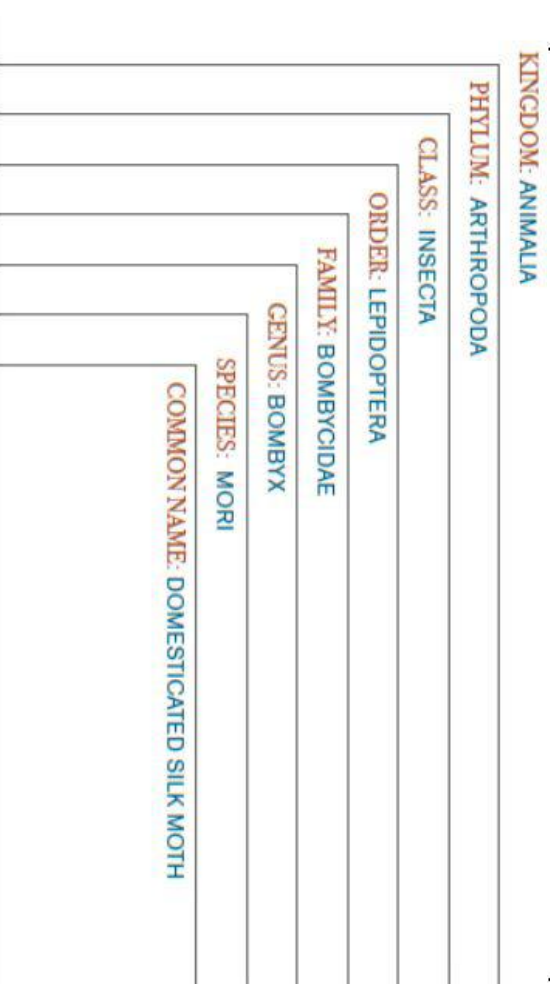 KINGDOM: ANIMALIA
PHYLUM: ARTHROPODA
CLASS: INSECTA
ORDER: LEPIDOPTERA
FAMILY: BOMBYCIDAE
GENUS: BOMBYX
SPECIES: MORI
COMMON NAME: DOMESTICATED SILK MOTH